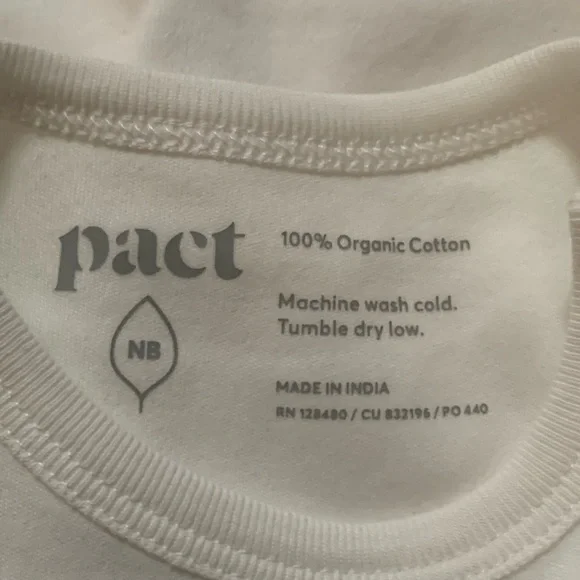 pact
NB
100% Organic Cotton
Machine wash cold.
Tumble dry low.
MADE IN INDIA
RN 128480 / CU 832196 / PO 440